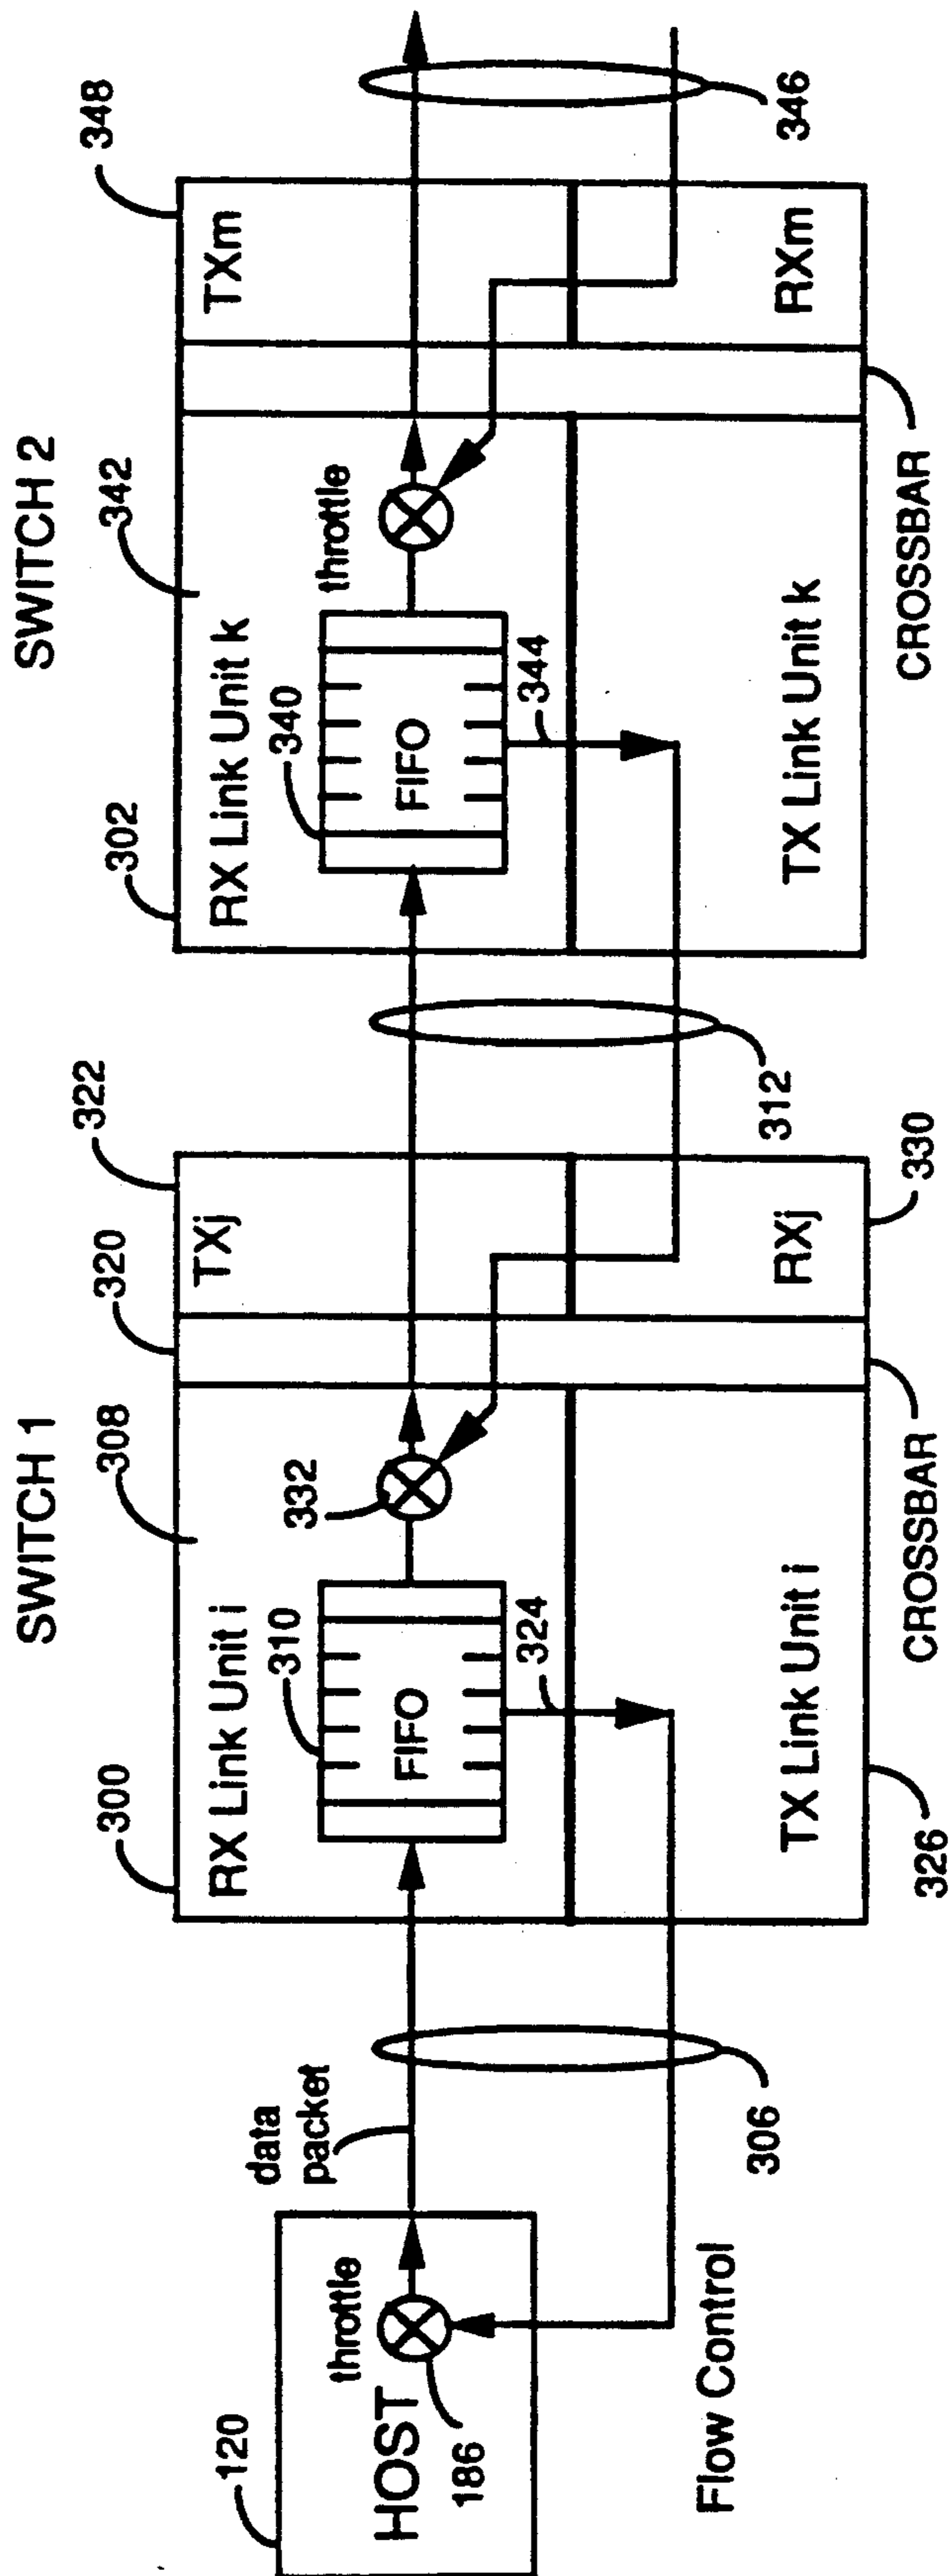 SWITCH 1
SWITCH 2
120
HOST
throttle
186
data
packet
306
Flow Control
300
308
320
322
RX Link Unit i
310
FIFO
332
324
TXj
TX Link Unit i
RXj
326
CROSSBAR
330
312
302
342
348
RX Link Unit k
340
FIFO
throttle
344
TXm
TX Link Unit k
RXm
CROSSBAR
346